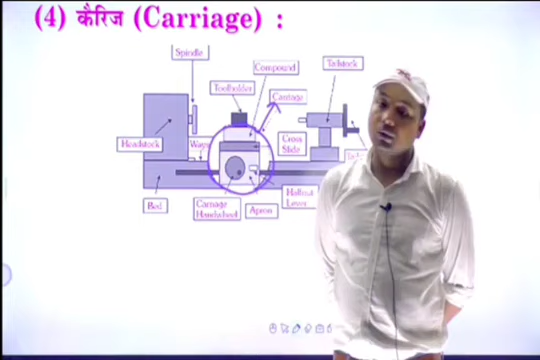 (4) कैरिज (Carriage) :
Spindle
Compound
Tailstock
Toolholder
Carriage
Headstock
Ways
Cross
Slide
Bed
Carriage
Handwheel
Apron
Halfnut
Lever